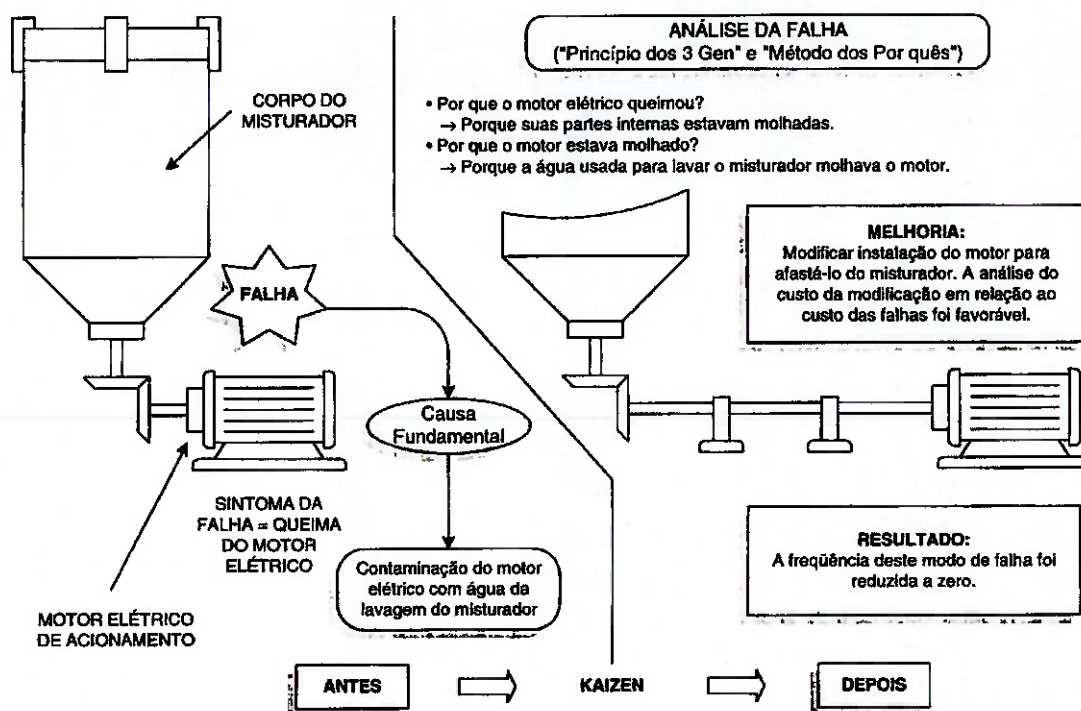 CORPO DO
MISTURADOR
FALHA
Causa
Fundamental
SINTOMA DA
FALHA = QUEIMA
DO MOTOR
ELÉTRICO
MOTOR ELÉTRICO
DE ACIONAMENTO
Contaminação do motor
elétrico com água da
lavagem do misturador
ANÁLISE DA FALHA
("Princípio dos 3 Gen" e "Método dos Por quês")
• Por que o motor elétrico queimou?
→ Porque suas partes internas estavam molhadas.
• Por que o motor estava molhado?
→ Porque a água usada para lavar o misturador molhava o motor.
MELHORIA:
Modificar instalação do motor para
afastá-lo do misturador. A análise do
custo da modificação em relação ao
custo das falhas foi favorável.
RESULTADO:
A freqüência deste modo de falha foi
reduzida a zero.
ANTES
KAIZEN
DEPOIS